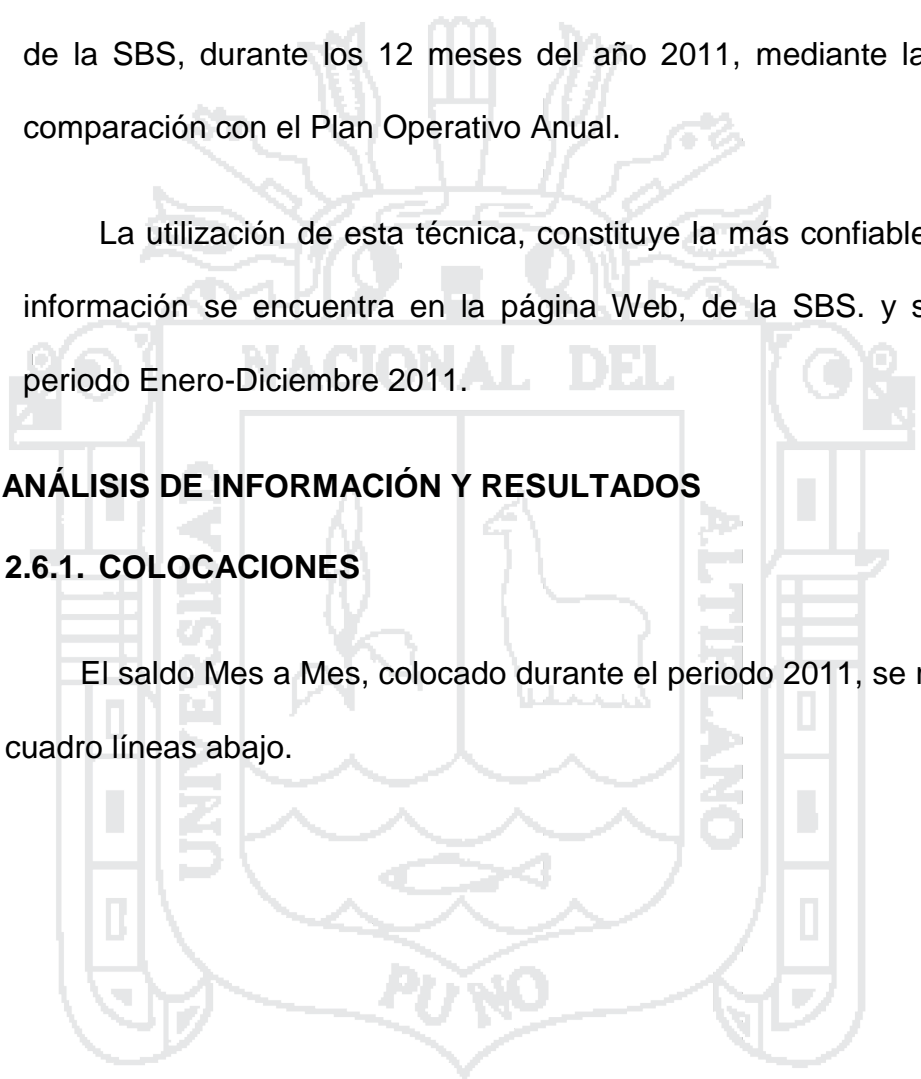 de la SBS, durante los 12 meses del año 2011, mediante la
comparación con el Plan Operativo Anual.
La utilización de esta técnica, constituye la más confiable
información se encuentra en la página Web, de la SBS. y s
periodo Enero-Diciembre 2011.
NACIONAL DEL
ANÁLISIS DE INFORMACIÓN Y RESULTADOS
2.6.1. COLOCACIONES
El saldo Mes a Mes, colocado durante el periodo 2011, se
cuadro líneas abajo.
UNIVERSIDAD
ALTIPLANO
PUNO